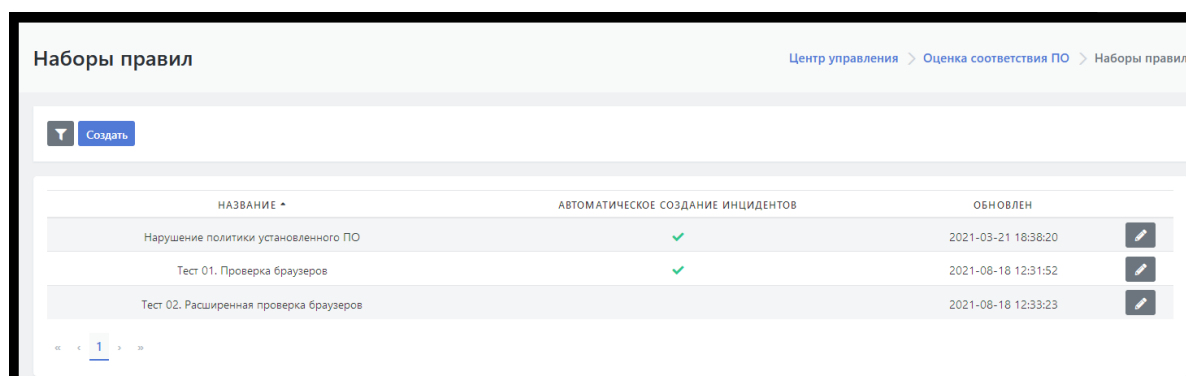 Наборы правил
Центр управления > Оценка соответствия ПО > Наборы правил
Создать
НАЗВАНИЕ АВТОМАТИЧЕСКОЕ СОЗДАНИЕ ИНЦИДЕНТОВ ОБНОВЛЕН
Нарушение политики установленного ПО 2021-03-21 18:38:20
Тест 01. Проверка браузеров 2021-08-18 12:31:52
Тест 02. Расширенная проверка браузеров 2021-08-18 12:33:23
« ‹ 1 › »